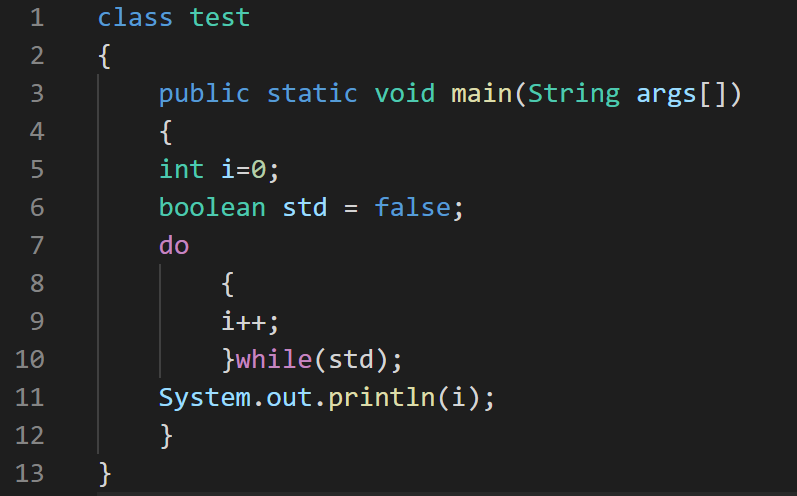 1 class test
2 {
3     public static void main(String args[])
4     {
5     int i=0;
6     boolean std = false;
7     do
8         {
9         i++;
10         }while(std);
11     System.out.println(i);
12     }
13 }